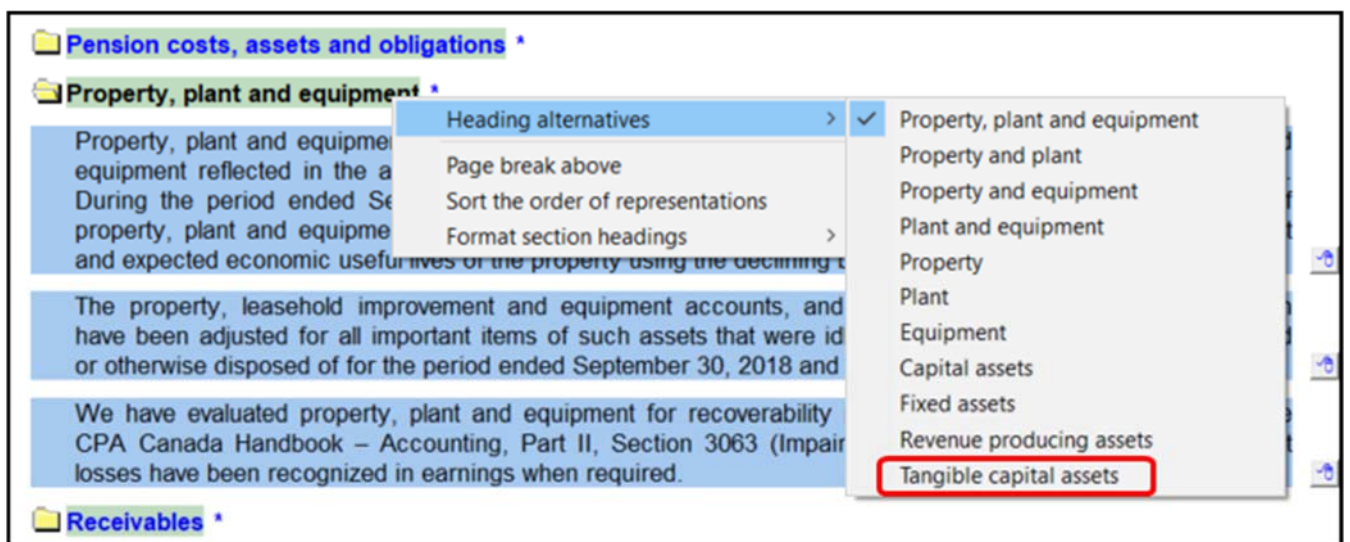 Pension costs, assets and obligations *
Property, plant and equipment *
Property, plant and equipme
equipment reflected in the a
During the period ended Se
property, plant and equipme
and expected economic useful lives of the property using the declining
The property, leasehold improvement and equipment accounts, and
have been adjusted for all important items of such assets that were id
or otherwise disposed of for the period ended September 30, 2018 and
We have evaluated property, plant and equipment for recoverability
CPA Canada Handbook – Accounting, Part II, Section 3063 (Impair
losses have been recognized in earnings when required.
Receivables *
Heading alternatives
Page break above
Sort the order of representations
Format section headings
Property, plant and equipment
Property and plant
Property and equipment
Plant and equipment
Property
Plant
Equipment
Capital assets
Fixed assets
Revenue producing assets
Tangible capital assets